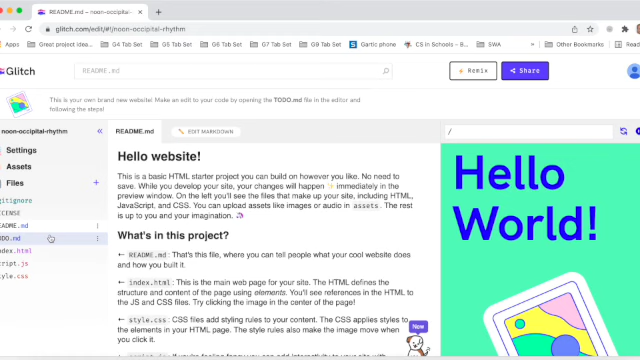 README.md – noon-occipital-rhythm
glitch.com/edit/#!/noon-occipital-rhythm
Apps
Great project ideas...
G4 Tab Set
G5 Tab Set
G6 Tab Set
G7 Tab Set
G9 Tab Set
Gartic phone
CS in Schools –...
SWA
»
Other Bookmarks
Reading List
Glitch
README.md
Remix
Share
This is your own brand new website! Make an edit to your code by opening the TODO.md file in the editor and
following the steps!
noon-occipital-rhythm
README.md
EDIT MARKDOWN
/
Settings
Assets
Files
gitignore
ICENSE
EADME.md
ODO.md
ndex.html
cript.js
tyle.css
Hello website!
This is a basic HTML starter project you can build on however you like. No need to
save. While you develop your site, your changes will happen ✨ immediately in the
preview window. On the left you'll see the files that make up your site, including HTML,
JavaScript, and CSS. You can upload assets like images or audio in assets. The rest
is up to you and your imagination.
What's in this project?
← README.md: That's this file, where you can tell people what your cool website does
and how you built it.
← index.html: This is the main web page for your site. The HTML defines the
structure and content of the page using elements. You'll see references in the HTML to
the JS and CSS files. Try clicking the image in the center of the page!
← style.css: CSS files add styling rules to your content. The CSS applies styles to
the elements in your HTML page. The style rules also make the image move when
you click it.
Hello
World!
New